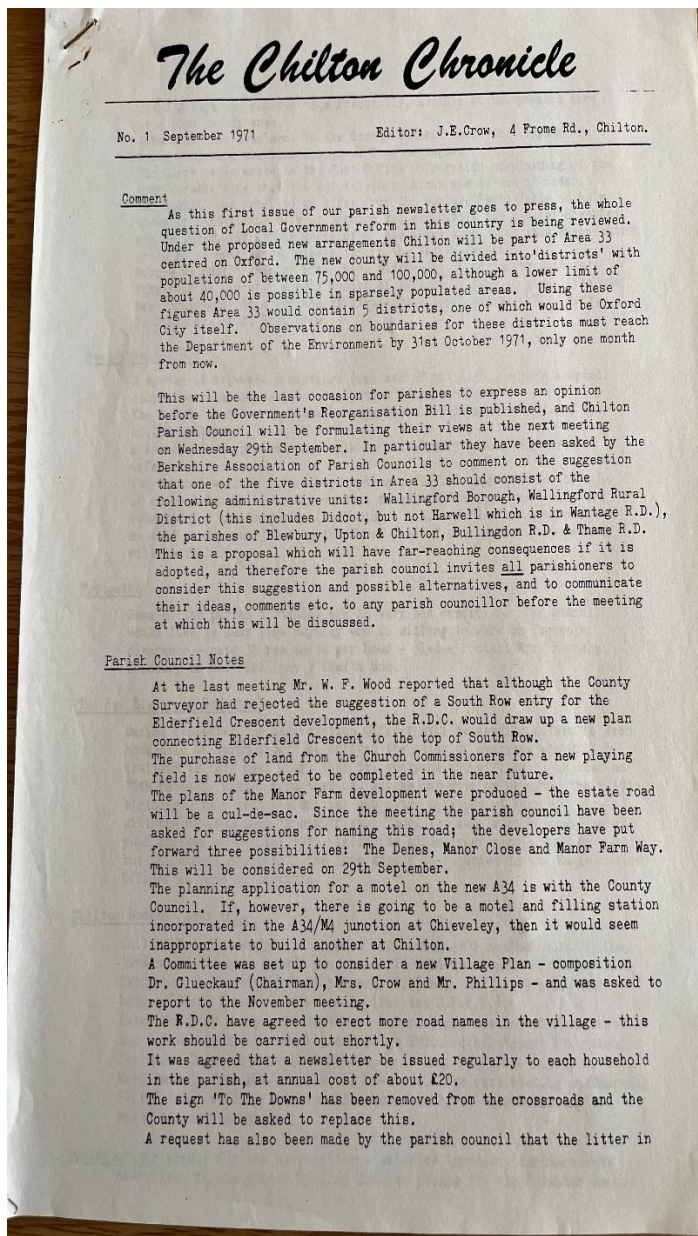 The Chilton Chronicle
No. 1 September 1971 Editor: J.E.Crow, 4 Frome Rd., Chilton.
Comment
As this first issue of our parish newsletter goes to press, the whole
question of Local Government reform in this country is being reviewed.
Under the proposed new arrangements Chilton will be part of Area 33
centred on Oxford. The new county will be divided into'districts' with
populations of between 75,000 and 100,000, although a lower limit of
about 40,000 is possible in sparsely populated areas. Using these
figures Area 33 would contain 5 districts, one of which would be Oxford
City itself. Observations on boundaries for these districts must reach
the Department of the Environment by 31st October 1971, only one month
from now.
This will be the last occasion for parishes to express an opinion
before the Government's Reorganisation Bill is published, and Chilton
Parish Council will be formulating their views at the next meeting
on Wednesday 29th September. In particular they have been asked by the
Berkshire Association of Parish Councils to comment on the suggestion
that one of the five districts in Area 33 should consist of the
following administrative units: Wallingford Borough, Wallingford Rural
District (this includes Didcot, but not Harwell which is in Wantage R.D.),
the parishes of Blewbury, Upton & Chilton, Bullingdon R.D. & Thame R.D.
This is a proposal which will have far-reaching consequences if it is
adopted, and therefore the parish council invites all parishioners to
consider this suggestion and possible alternatives, and to communicate
their ideas, comments etc. to any parish councillor before the meeting
at which this will be discussed.
Parish Council Notes
At the last meeting Mr. W. F. Wood reported that although the County
Surveyor had rejected the suggestion of a South Row entry for the
Elderfield Crescent development, the R.D.C. would draw up a new plan
connecting Elderfield Crescent to the top of South Row.
The purchase of land from the Church Commissioners for a new playing
field is now expected to be completed in the near future.
The plans of the Manor Farm development were produced - the estate road
will be a cul-de-sac. Since the meeting the parish council have been
asked for suggestions for naming this road; the developers have put
forward three possibilities: The Denes, Manor Close and Manor Farm Way.
This will be considered on 29th September.
The planning application for a motel on the new A34 is with the County
Council. If, however, there is going to be a motel and filling station
incorporated in the A34/M4 junction at Chieveley, then it would seem
inappropriate to build another at Chilton.
A Committee was set up to consider a new Village Plan - composition
Dr. Glueckauf (Chairman), Mrs. Crow and Mr. Phillips - and was asked to
report to the November meeting.
The R.D.C. have agreed to erect more road names in the village - this
work should be carried out shortly.
It was agreed that a newsletter be issued regularly to each household
in the parish, at annual cost of about £20.
The sign 'To The Downs' has been removed from the crossroads and the
County will be asked to replace this.
A request has also been made by the parish council that the litter in